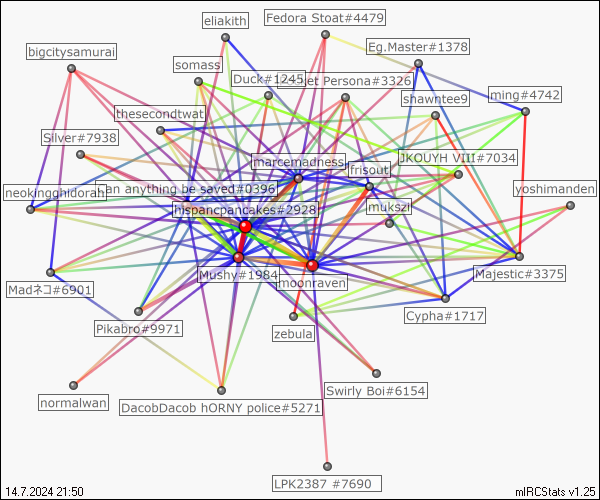 eliakith
Fedora Stoat#4479
bigcitysamurai
Eg.Master#1378
somass
Duck#1245
et Persona#3326
shawntee9
ming#4742
thesecondtwat
Silver#7938
marcemadness
frisout
JKOUYH VIII#7034
neokingghidorah
an anything be saved#0396
yoshimanden
hispancpancakes#2928
mukszi
Mushy#1984
moonraven
Majestic#3375
Madネコ#6901
Pikabro#9971
zebula
Cypha#1717
normalwan
DacobDacob hORNY police#5271
Swirly Boi#6154
LPK2387 #7690
14.7.2024 21:50
mIRCStats v1.25